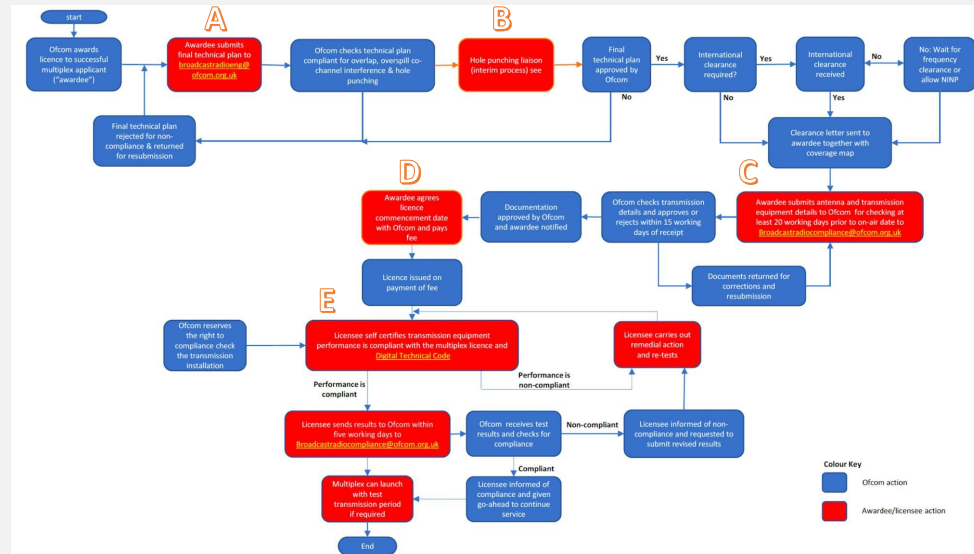 start
A
B
Ofcom awards
licence to successful
multiplex applicant
("awardee")
Awardee submits
final technical plan to
broadcastradioeng@
ofcom.org.uk
Ofcom checks technical plan
compliant for overlap, overspill co-
channel interference & hole
punching
Hole punching liaison
(interim process) see
Final
technical plan
approved by
Ofcom
Yes
No
International
clearance
required?
Yes
No
International
clearance
received
No
Yes
No: Wait for
frequency
clearance or
allow NINP
Final technical plan
rejected for non-
compliance & returned
for resubmission
Clearance letter sent to
awardee together with
coverage map
D
C
Awardee agrees
licence
commencement date
with Ofcom and pays
fee
Documentation
approved by Ofcom
and awardee notified
Ofcom checks transmission
details and approves or
rejects within 15 working
days of receipt
Awardee submits antenna and transmission
equipment details to Ofcom for checking at
least 20 working days prior to on-air date to
Broadcastradiocompliance@ofcom.org.uk
Licence issued on
payment of fee
Documents returned for
corrections and
resubmission
E
Ofcom reserves
the right to
compliance check
the transmission
installation
Licensee self certifies transmission equipment
performance is compliant with the multiplex licence and
Digital Technical Code
Licensee carries out
remedial action
and re-tests
Performance is
compliant
Performance is
non-compliant
Licensee sends results to Ofcom within
five working days to
Broadcastradiocompliance@ofcom.org.uk
Ofcom receives test
results and checks for
compliance
Non-compliant
Licensee informed of non-
compliance and requested to
submit revised results
Compliant
Multiplex can launch
with test
transmission period
if required
Licensee informed of
compliance and given
go-ahead to continue
service
End
Colour Key
Ofcom action
Awardee/licensee action